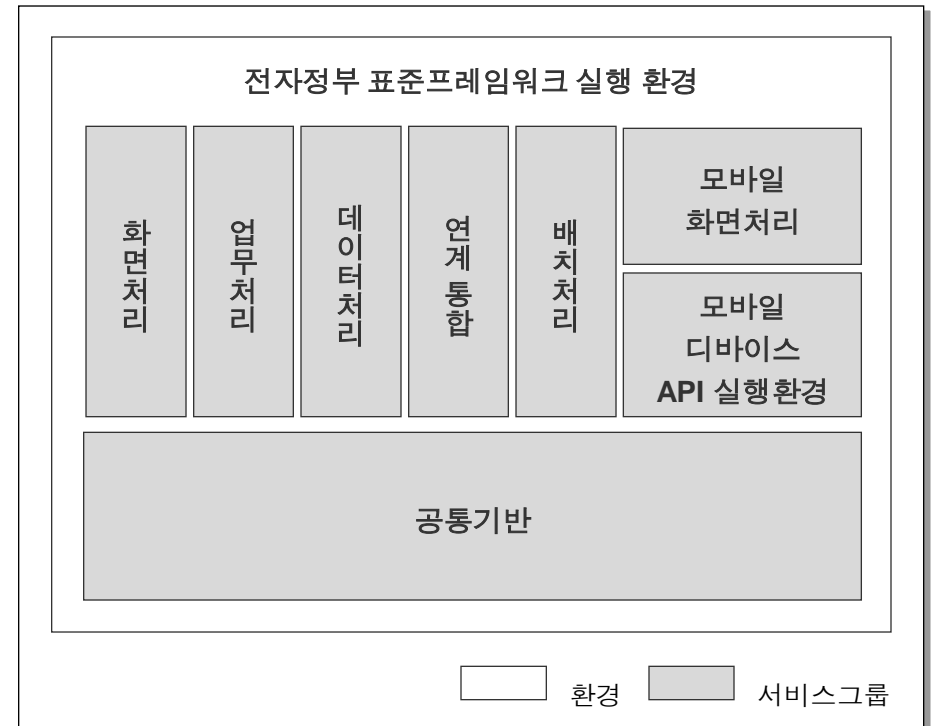 전자정부 표준프레임워크 실행 환경
화면처리
업무처리
데이터처리
연계 통합
배치처리
모바일
화면처리
모바일
디바이스
API 실행환경
공통기반
환경
서비스그룹